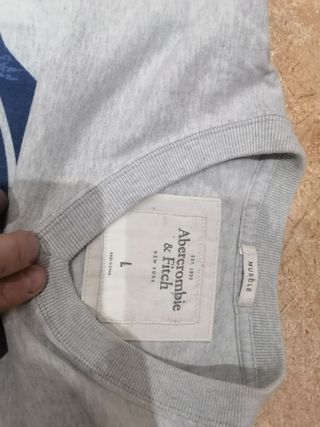 EST. 1892
Abercrombie
& Fitch
NEW YORK
L
MUSCLE